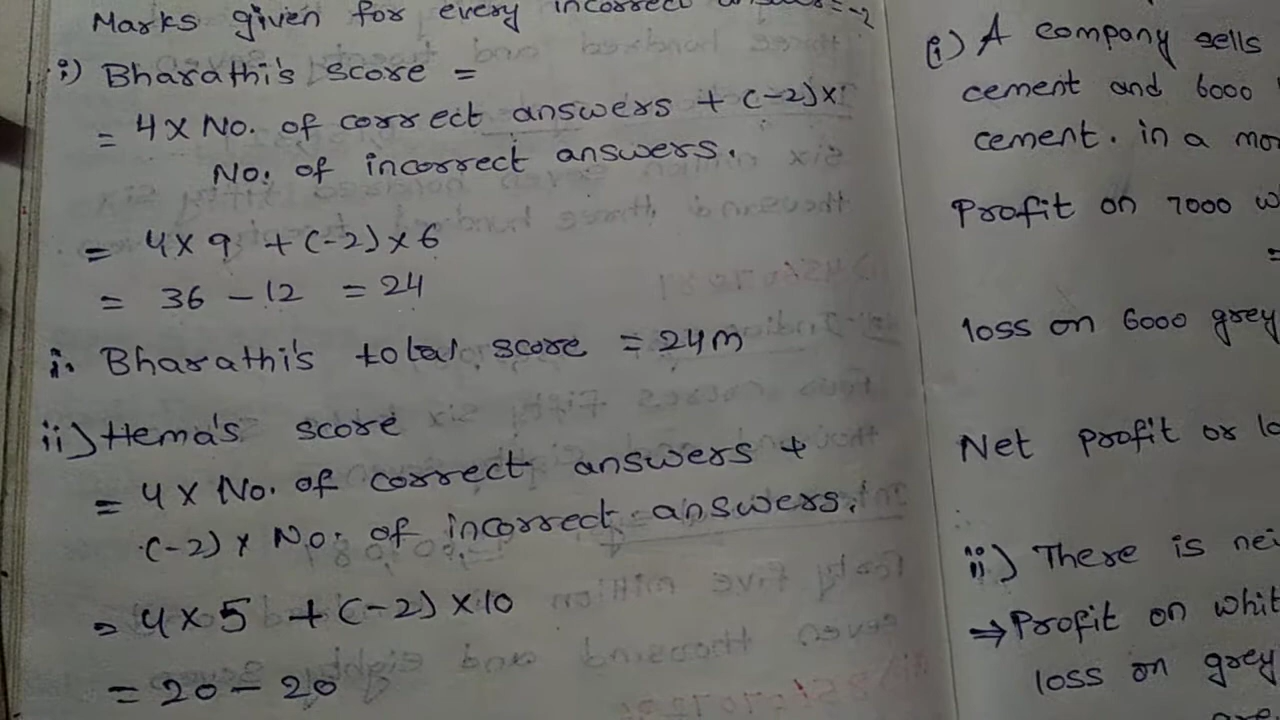 Marks given for every incorrect answer=-2
i) Bharathi's score =
= 4 × No. of correct answers + (-2)×
No. of incorrect answers.
= 4×9 + (-2)×6
= 36 - 12 = 24
i. Bharathi's total score = 24m
ii) Hema's score
= 4 × No. of correct answers +
(-2) × No. of incorrect answers.
= 4×5 + (-2)×10
= 20 - 20
(i) A company sells
cement and 6000
cement. in a
Profit on 7000
=
loss on 6000 grey
Net profit or
ii) There is
⇒ Profit on
loss on grey